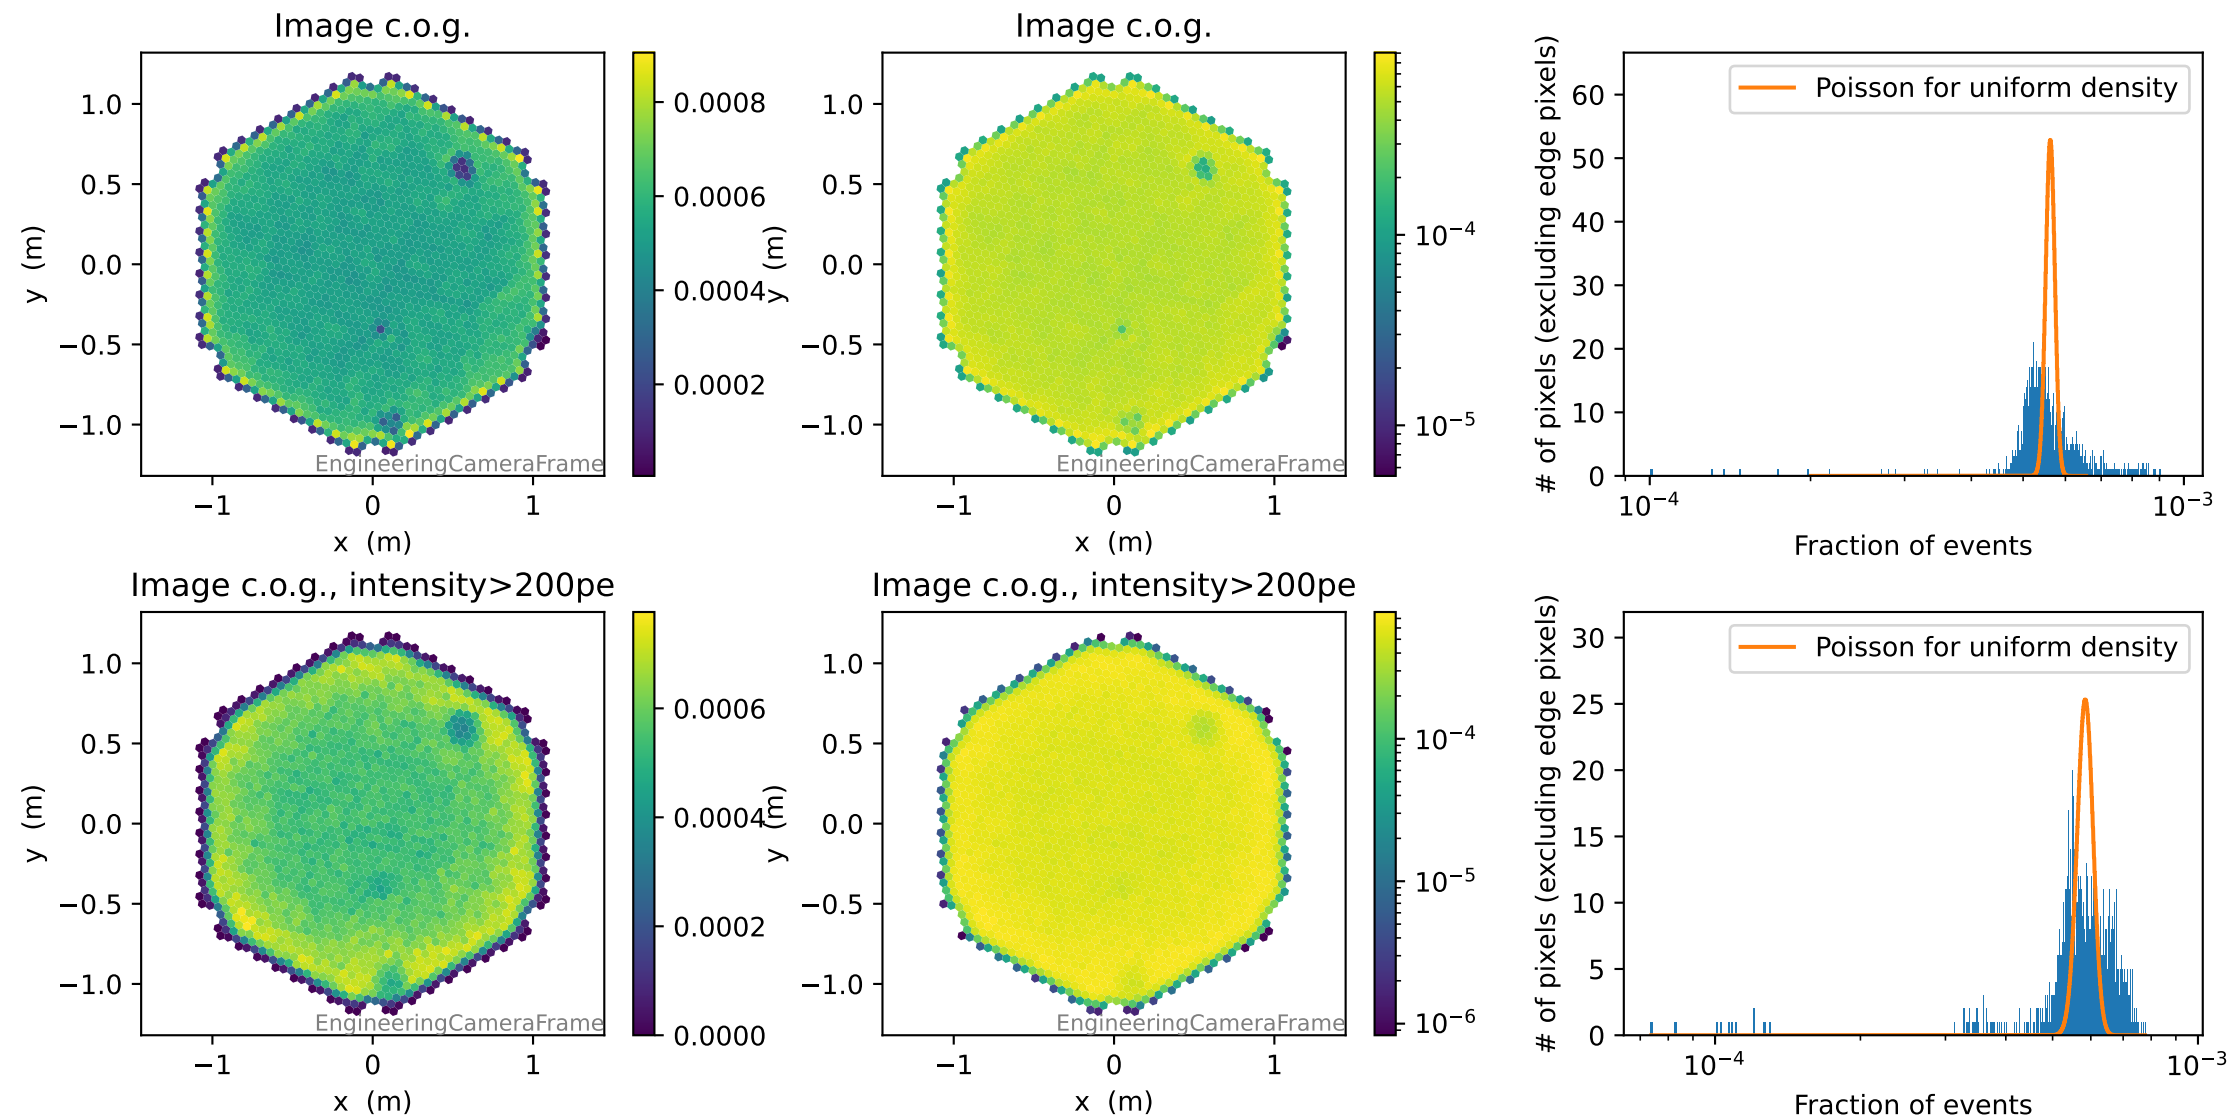 Image c.o.g.
1.0
0.5
0.0
−0.5
−1.0
y (m)
−1 0 1
x (m)
EngineeringCameraFrame
0.0008
0.0006
0.0004
0.0002
Image c.o.g.
1.0
0.5
0.0
−0.5
−1.0
y (m)
−1 0 1
x (m)
EngineeringCameraFrame
10⁻⁴
10⁻⁵
# of pixels (excluding edge pixels)
60
50
40
30
20
10
0
Poisson for uniform density
10⁻⁴ 10⁻³
Fraction of events
Image c.o.g., intensity>200pe
1.0
0.5
0.0
−0.5
−1.0
y (m)
−1 0 1
x (m)
EngineeringCameraFrame
0.0006
0.0004
0.0002
0.0000
Image c.o.g., intensity>200pe
1.0
0.5
0.0
−0.5
−1.0
y (m)
−1 0 1
x (m)
EngineeringCameraFrame
10⁻⁴
10⁻⁵
10⁻⁶
# of pixels (excluding edge pixels)
30
25
20
15
10
5
0
Poisson for uniform density
10⁻⁴ 10⁻³
Fraction of events